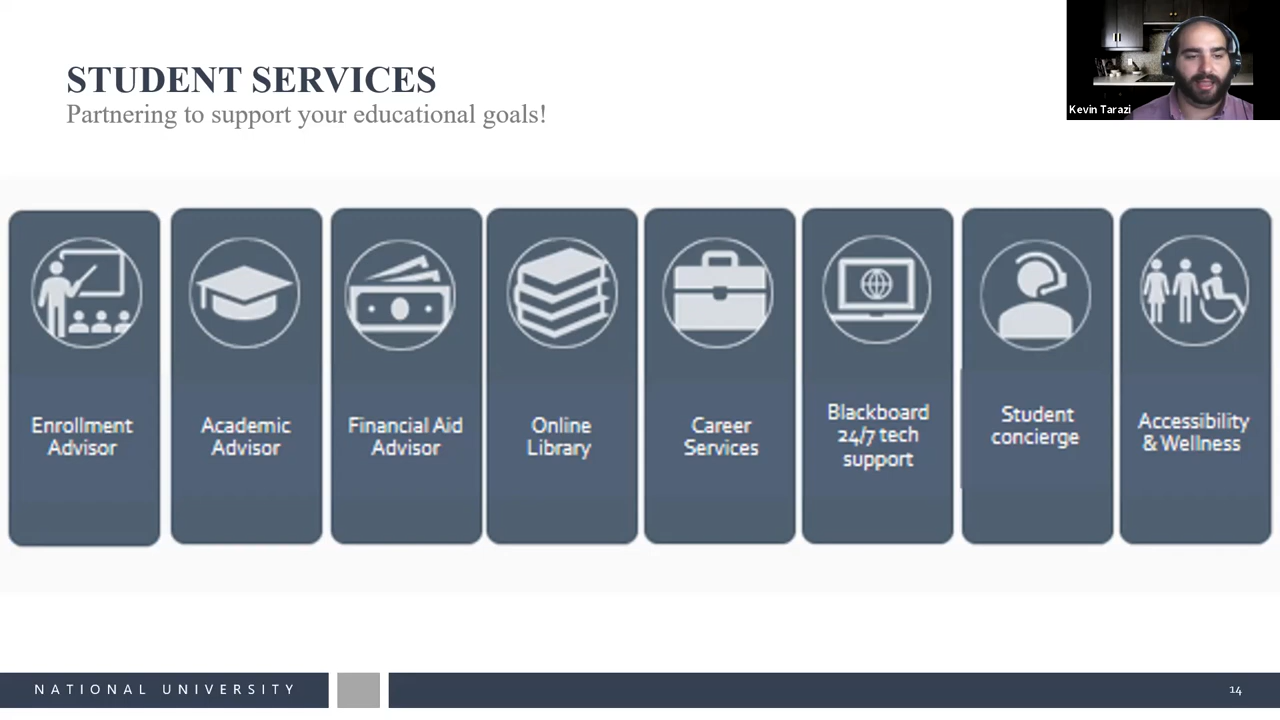 STUDENT SERVICES
Partnering to support your educational goals!
Kevin Tarazi
Enrollment
Advisor
Academic
Advisor
Financial Aid
Advisor
Online
Library
Career
Services
Blackboard
24/7 tech
support
Student
concierge
Accessibility
& Wellness
NATIONAL UNIVERSITY
14